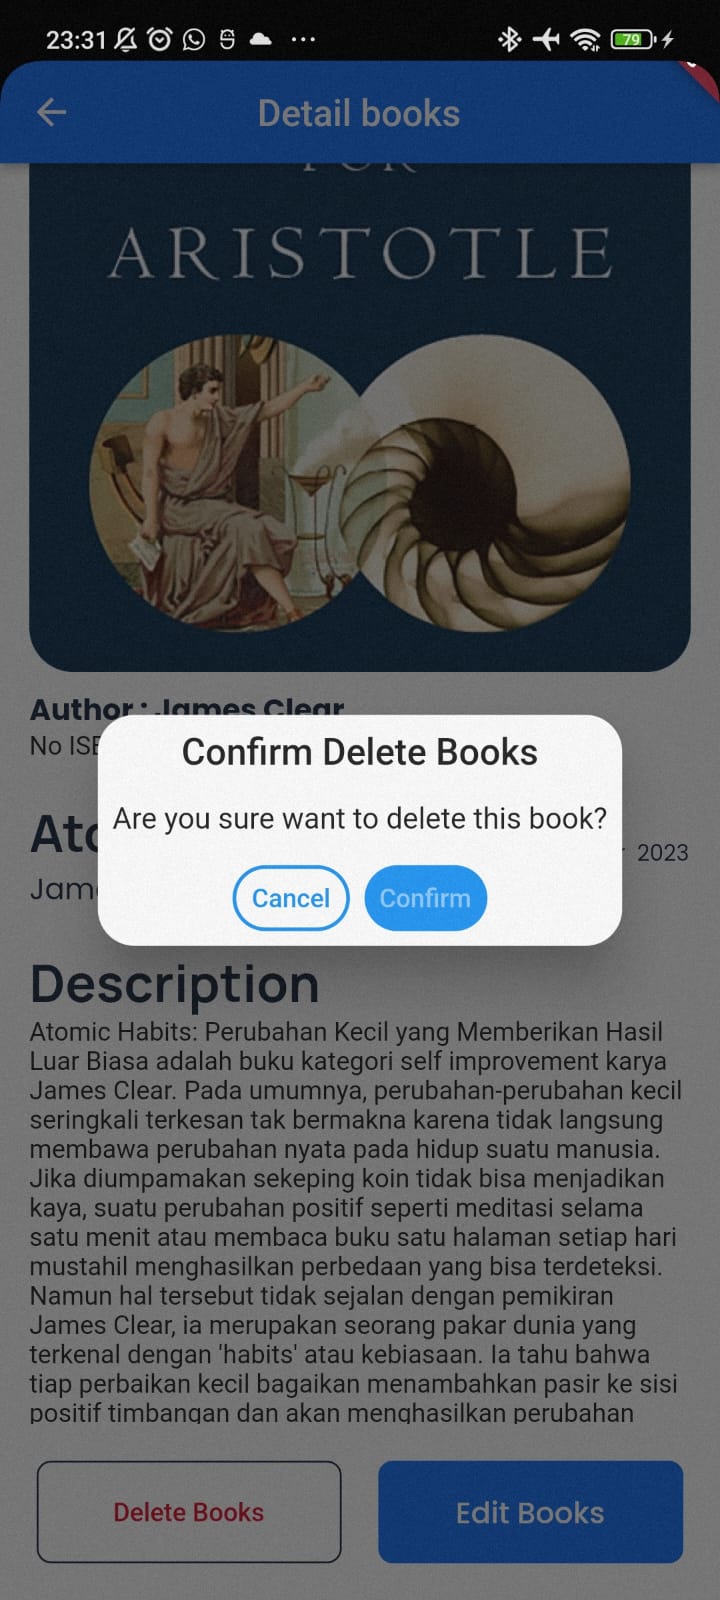 23:31
79
Detail books
ARISTOTLE
Author : James Clear
No ISB
Confirm Delete Books
Are you sure want to delete this book?
2023
Cancel
Confirm
Description
Atomic Habits: Perubahan Kecil yang Memberikan Hasil
Luar Biasa adalah buku kategori self improvement karya
James Clear. Pada umumnya, perubahan-perubahan kecil
seringkali terkesan tak bermakna karena tidak langsung
membawa perubahan nyata pada hidup suatu manusia.
Jika diumpamakan sekeping koin tidak bisa menjadikan
kaya, suatu perubahan positif seperti meditasi selama
satu menit atau membaca buku satu halaman setiap hari
mustahil menghasilkan perbedaan yang bisa terdeteksi.
Namun hal tersebut tidak sejalan dengan pemikiran
James Clear, ia merupakan seorang pakar dunia yang
terkenal dengan 'habits' atau kebiasaan. Ia tahu bahwa
tiap perbaikan kecil bagaikan menambahkan pasir ke sisi
positif timbangan dan akan menghasilkan perubahan
Delete Books
Edit Books